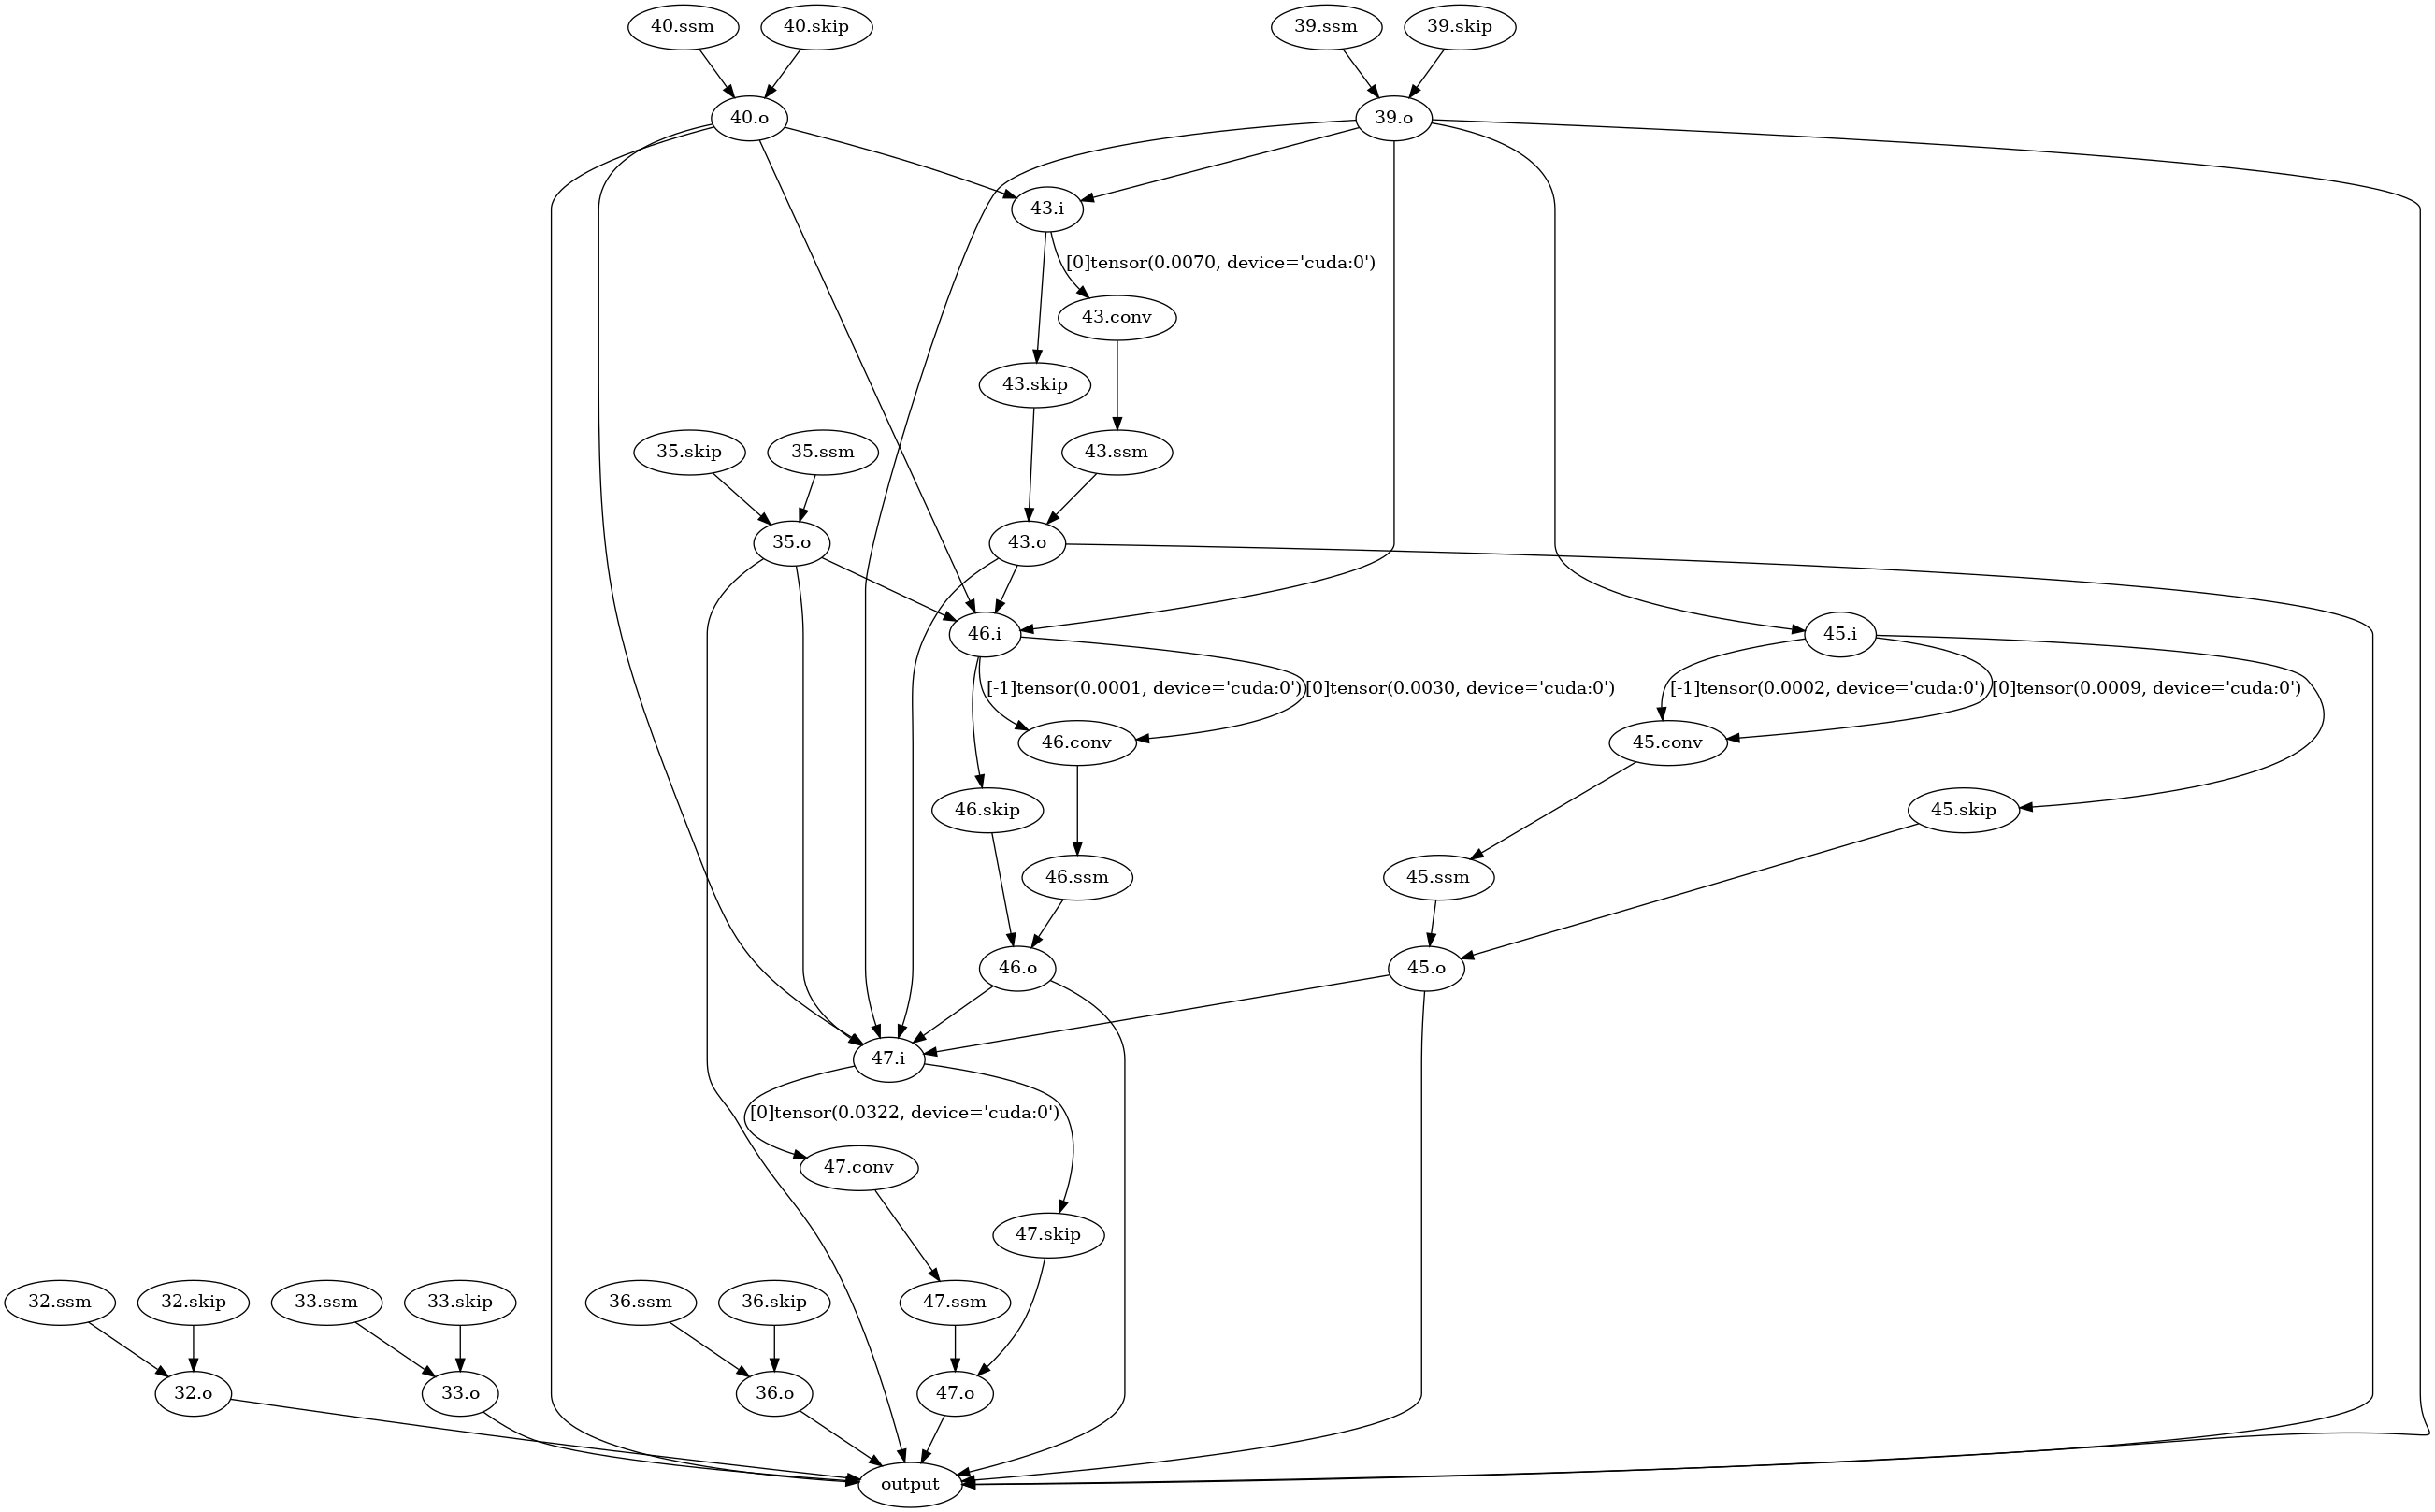 40.ssm
40.skip
39.ssm
39.skip
40.o
39.o
43.i
[0]tensor(0.0070, device='cuda:0')
43.conv
43.skip
35.skip
35.ssm
43.ssm
35.o
43.o
46.i
45.i
[-1]tensor(0.0001, device='cuda:0')
[0]tensor(0.0030, device='cuda:0')
[-1]tensor(0.0002, device='cuda:0')
[0]tensor(0.0009, device='cuda:0')
46.conv
45.conv
46.skip
45.skip
46.ssm
45.ssm
46.o
45.o
47.i
[0]tensor(0.0322, device='cuda:0')
47.conv
47.skip
32.ssm
32.skip
33.ssm
33.skip
36.ssm
36.skip
47.ssm
32.o
33.o
36.o
47.o
output